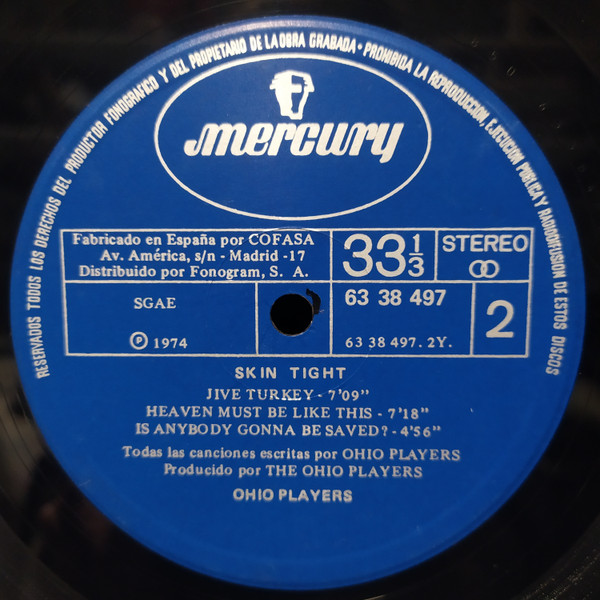 RESERVADOS TODOS LOS DERECHOS DEL PRODUCTOR FONOGRAFICO Y DEL PROPIETARIO DE LA OBRA GRABADA • PROHIBIDA LA REPRODUCCION, EJECUCION PUBLICA Y RADIODIFUSION DE ESTOS DISCOS
mercury
Fabricado en España por COFASA
Av. América, s/n - Madrid -17
Distribuido por Fonogram, S. A.
33 1/3
STEREO
SGAE
℗ 1974
63 38 497
63 38 497. 2Y.
2
SKIN TIGHT
JIVE TURKEY - 7'09"
HEAVEN MUST BE LIKE THIS - 7'18"
IS ANYBODY GONNA BE SAVED? - 4'56"
Todas las canciones escritas por OHIO PLAYERS
Producido por THE OHIO PLAYERS
OHIO PLAYERS